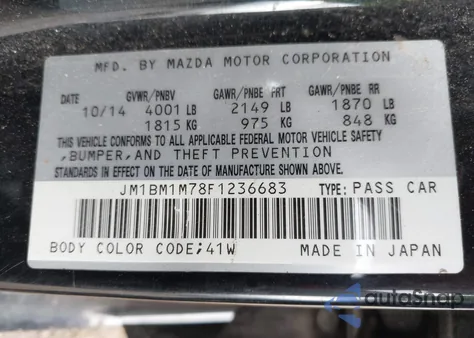 MFD. BY MAZDA MOTOR CORPORATION
DATE GVWR/PNBV GAWR/PNBE FRT GAWR/PNBE RR
10/14 4001 LB 2149 LB 1870 LB
1815 KG 975 KG 848 KG
THIS VEHICLE CONFORMS TO ALL APPLICABLE FEDERAL MOTOR VEHICLE SAFETY
,BUMPER,AND THEFT PREVENTION
STANDARDS IN EFFECT ON THE DATE OF MANUFACTURE SHOWN ABOVE.
JM1BM1M78F1236683 TYPE: PASS CAR
BODY COLOR CODE;41W MADE IN JAPAN
autoSnap